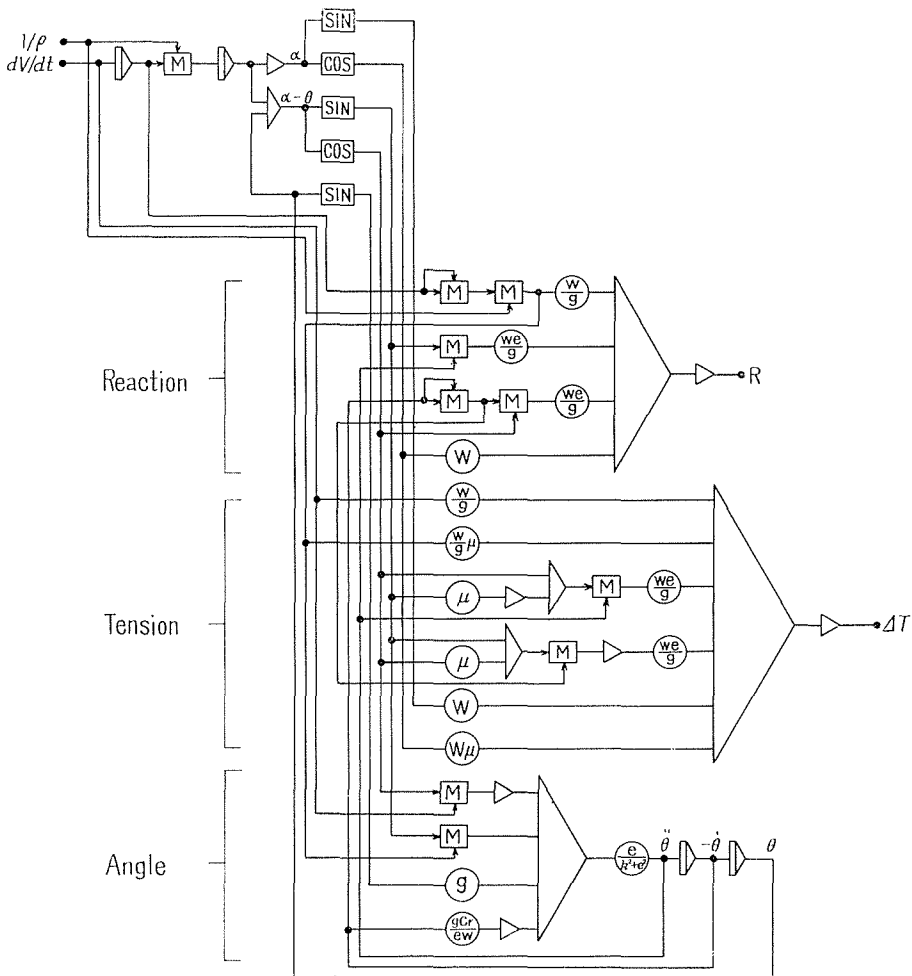 SIN
1/ρ
α
dV/dt
M
COS
α-θ
SIN
COS
SIN
M
M
w/g
M
we/g
Reaction
R
M
M
we/g
W
w/g
w/g μ
M
we/g
μ
Tension
ΔT
M
we/g
μ
W
Wμ
M
M
Angle
e/k²+e²
θ̈
-θ̇
θ
g
gCr/ew